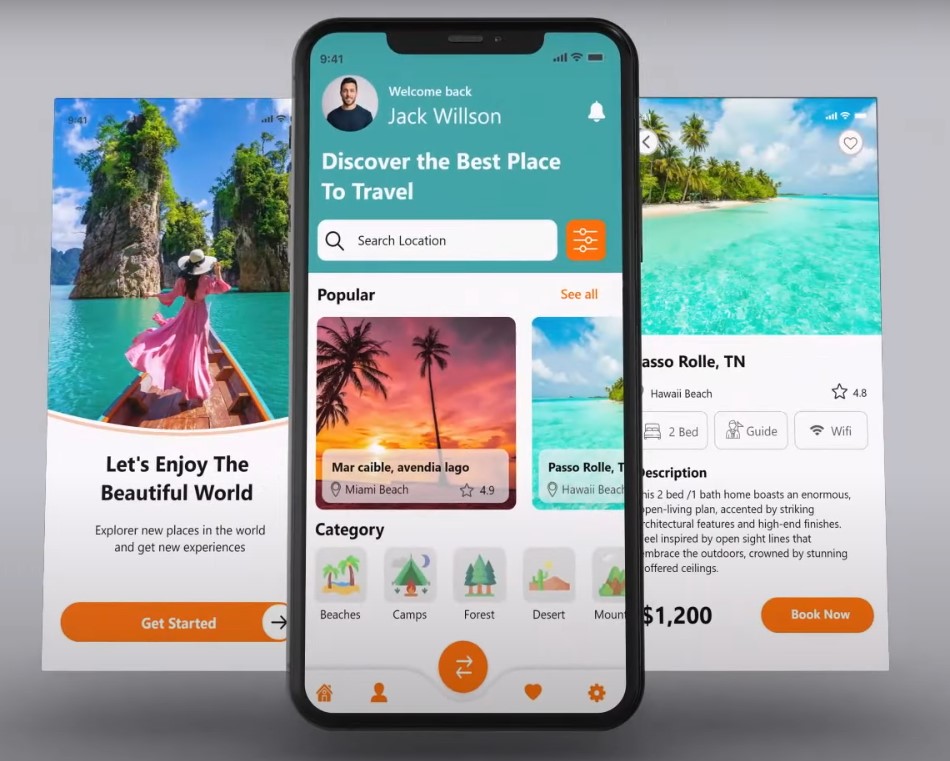 9:41
Let's Enjoy The
Beautiful World
Explorer new places in the world
and get new experiences
Get Started
9:41
Welcome back
Jack Willson
Discover the Best Place
To Travel
Search Location
Popular
See all
Mar caible, avendia lago
Miami Beach
4.9
Passo Rolle, T
Hawaii Beach
Category
Beaches
Camps
Forest
Desert
Mount
asso Rolle, TN
Hawaii Beach
4.8
2 Bed
Guide
Wifi
Description
his 2 bed /1 bath home boasts an enormous,
pen-living plan, accented by striking
rchitectural features and high-end finishes.
eel inspired by open sight lines that
mbrace the outdoors, crowned by stunning
offered ceilings.
$1,200
Book Now